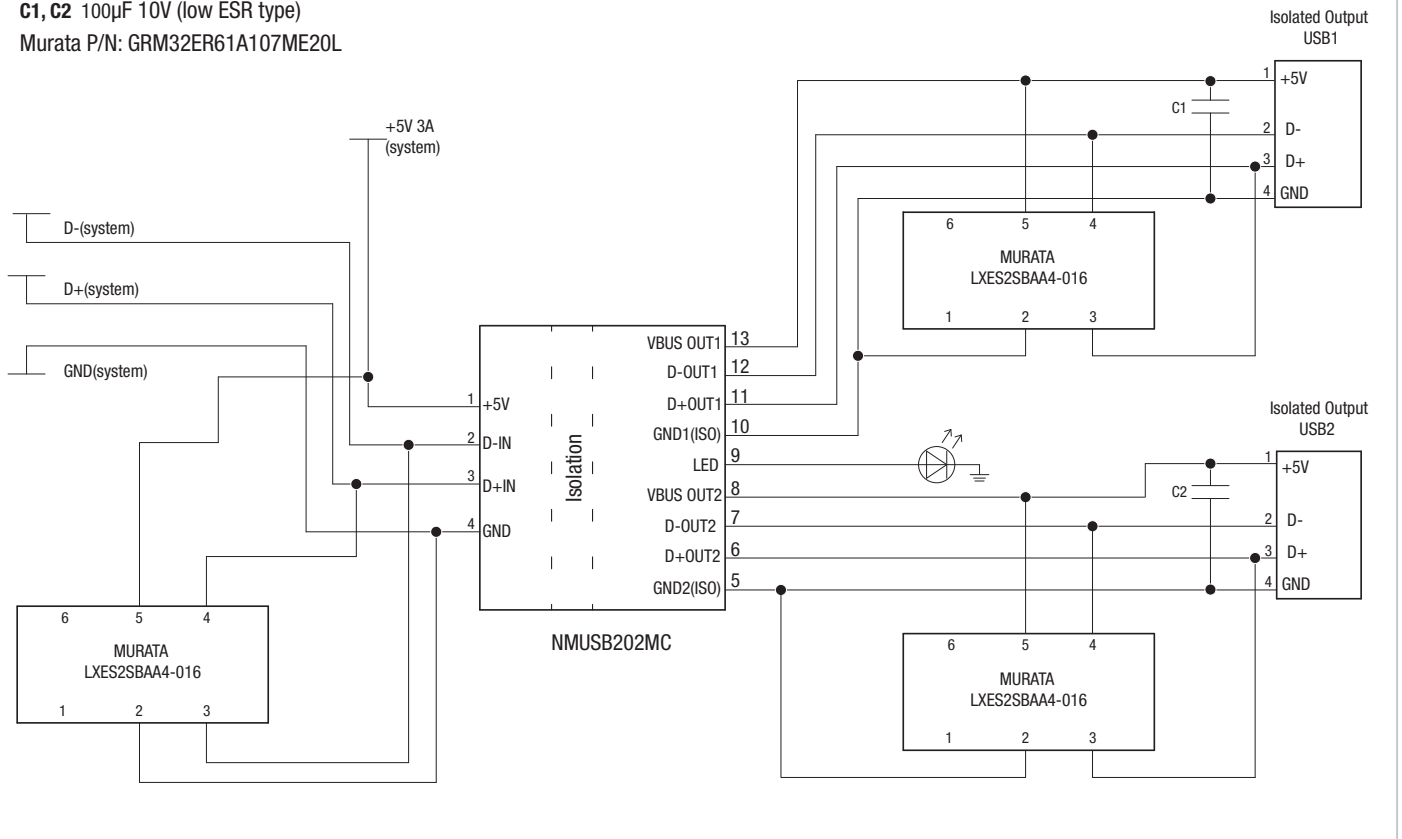 C1, C2 100µF 10V (low ESR type)
Murata P/N: GRM32ER61A107ME20L
+5V 3A
(system)
D-(system)
D+(system)
GND(system)
1 +5V
2 D-IN
3 D+IN
4 GND
Isolation
VBUS OUT1 13
D-OUT1 12
D+OUT1 11
GND1(ISO) 10
LED 9
VBUS OUT2 8
D-OUT2 7
D+OUT2 6
GND2(ISO) 5
NMUSB202MC
6 5 4
MURATA
LXES2SBAA4-016
1 2 3
Isolated Output
USB1
1 +5V
2 D-
3 D+
4 GND
C1
6 5 4
MURATA
LXES2SBAA4-016
1 2 3
Isolated Output
USB2
1 +5V
2 D-
3 D+
4 GND
C2
6 5 4
MURATA
LXES2SBAA4-016
1 2 3